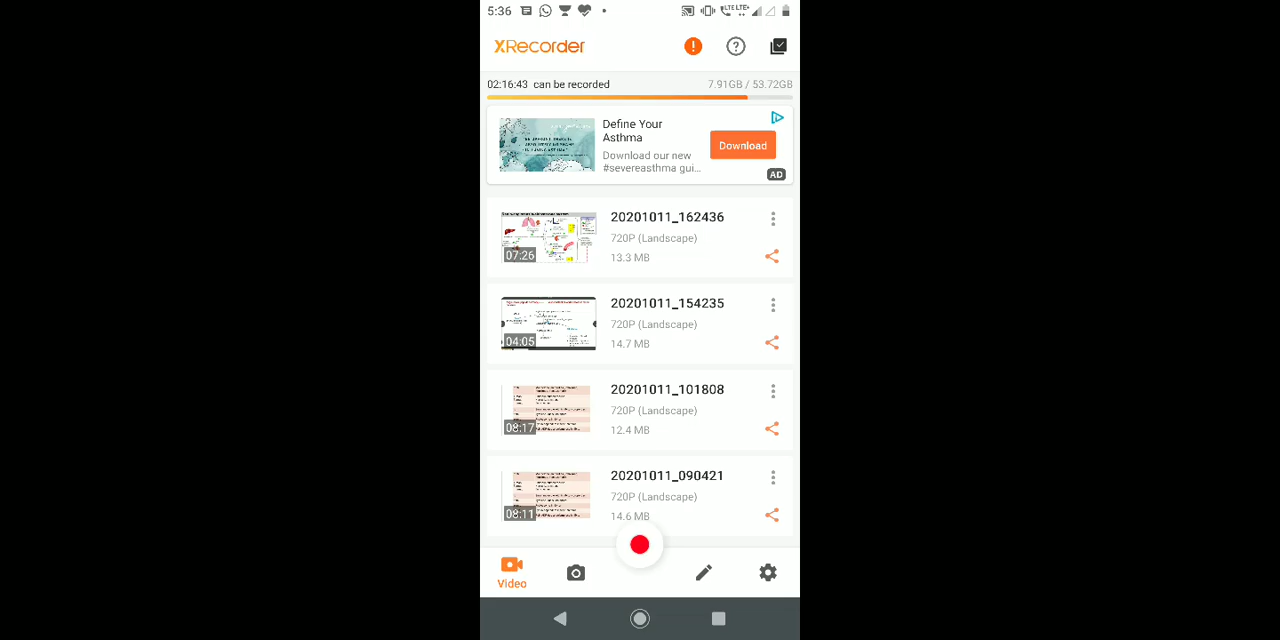 5:36
LTE LTE+
XRecorder
02:16:43 can be recorded
7.91GB / 53.72GB
Define Your
Asthma
Download our new
#severeasthma gui...
Download
AD
20201011_162436
720P (Landscape)
13.3 MB
07:26
20201011_154235
720P (Landscape)
14.7 MB
04:05
20201011_101808
720P (Landscape)
12.4 MB
08:17
20201011_090421
720P (Landscape)
14.6 MB
08:11
Video